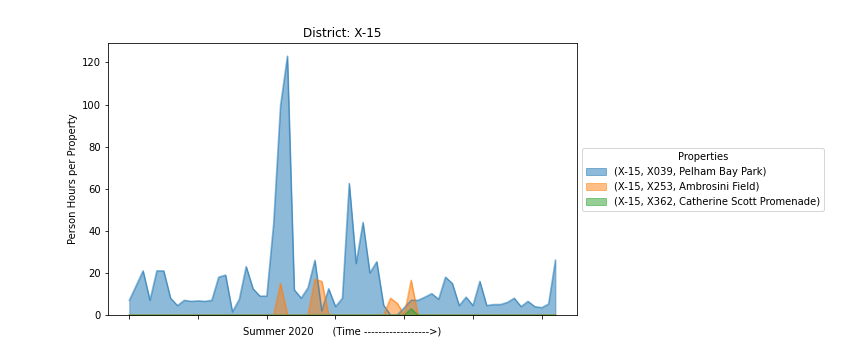 District: X-15
Person Hours per Property
120
100
80
60
40
20
0
Summer 2020 (Time ------------------>)
Properties
(X-15, X039, Pelham Bay Park)
(X-15, X253, Ambrosini Field)
(X-15, X362, Catherine Scott Promenade)